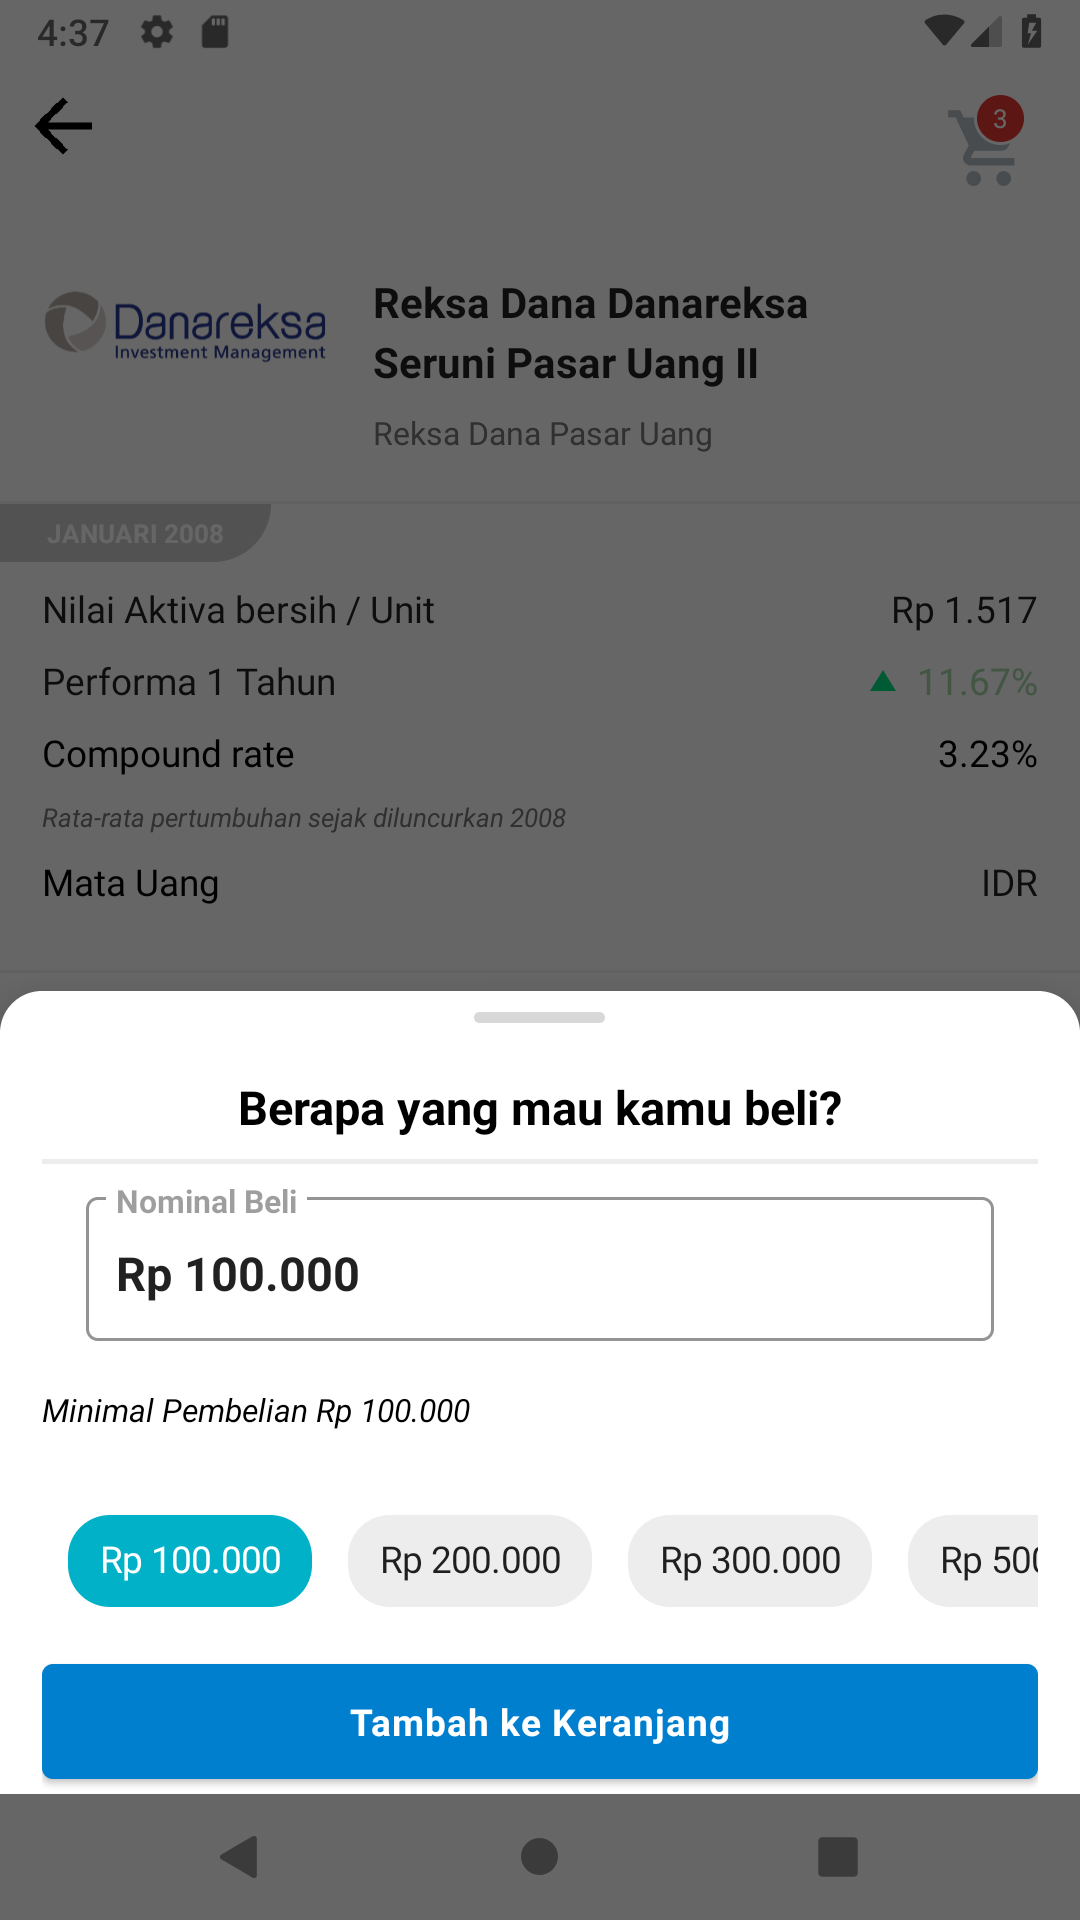 4:37
3
Danareksa
Investment Management
Reksa Dana Danareksa
Seruni Pasar Uang II
Reksa Dana Pasar Uang
JANUARI 2008
Nilai Aktiva bersih / Unit Rp 1.517
Performa 1 Tahun 11.67%
Compound rate 3.23%
Rata-rata pertumbuhan sejak diluncurkan 2008
Mata Uang IDR
Berapa yang mau kamu beli?
Nominal Beli
Rp 100.000
Minimal Pembelian Rp 100.000
Rp 100.000 Rp 200.000 Rp 300.000 Rp 500
Tambah ke Keranjang